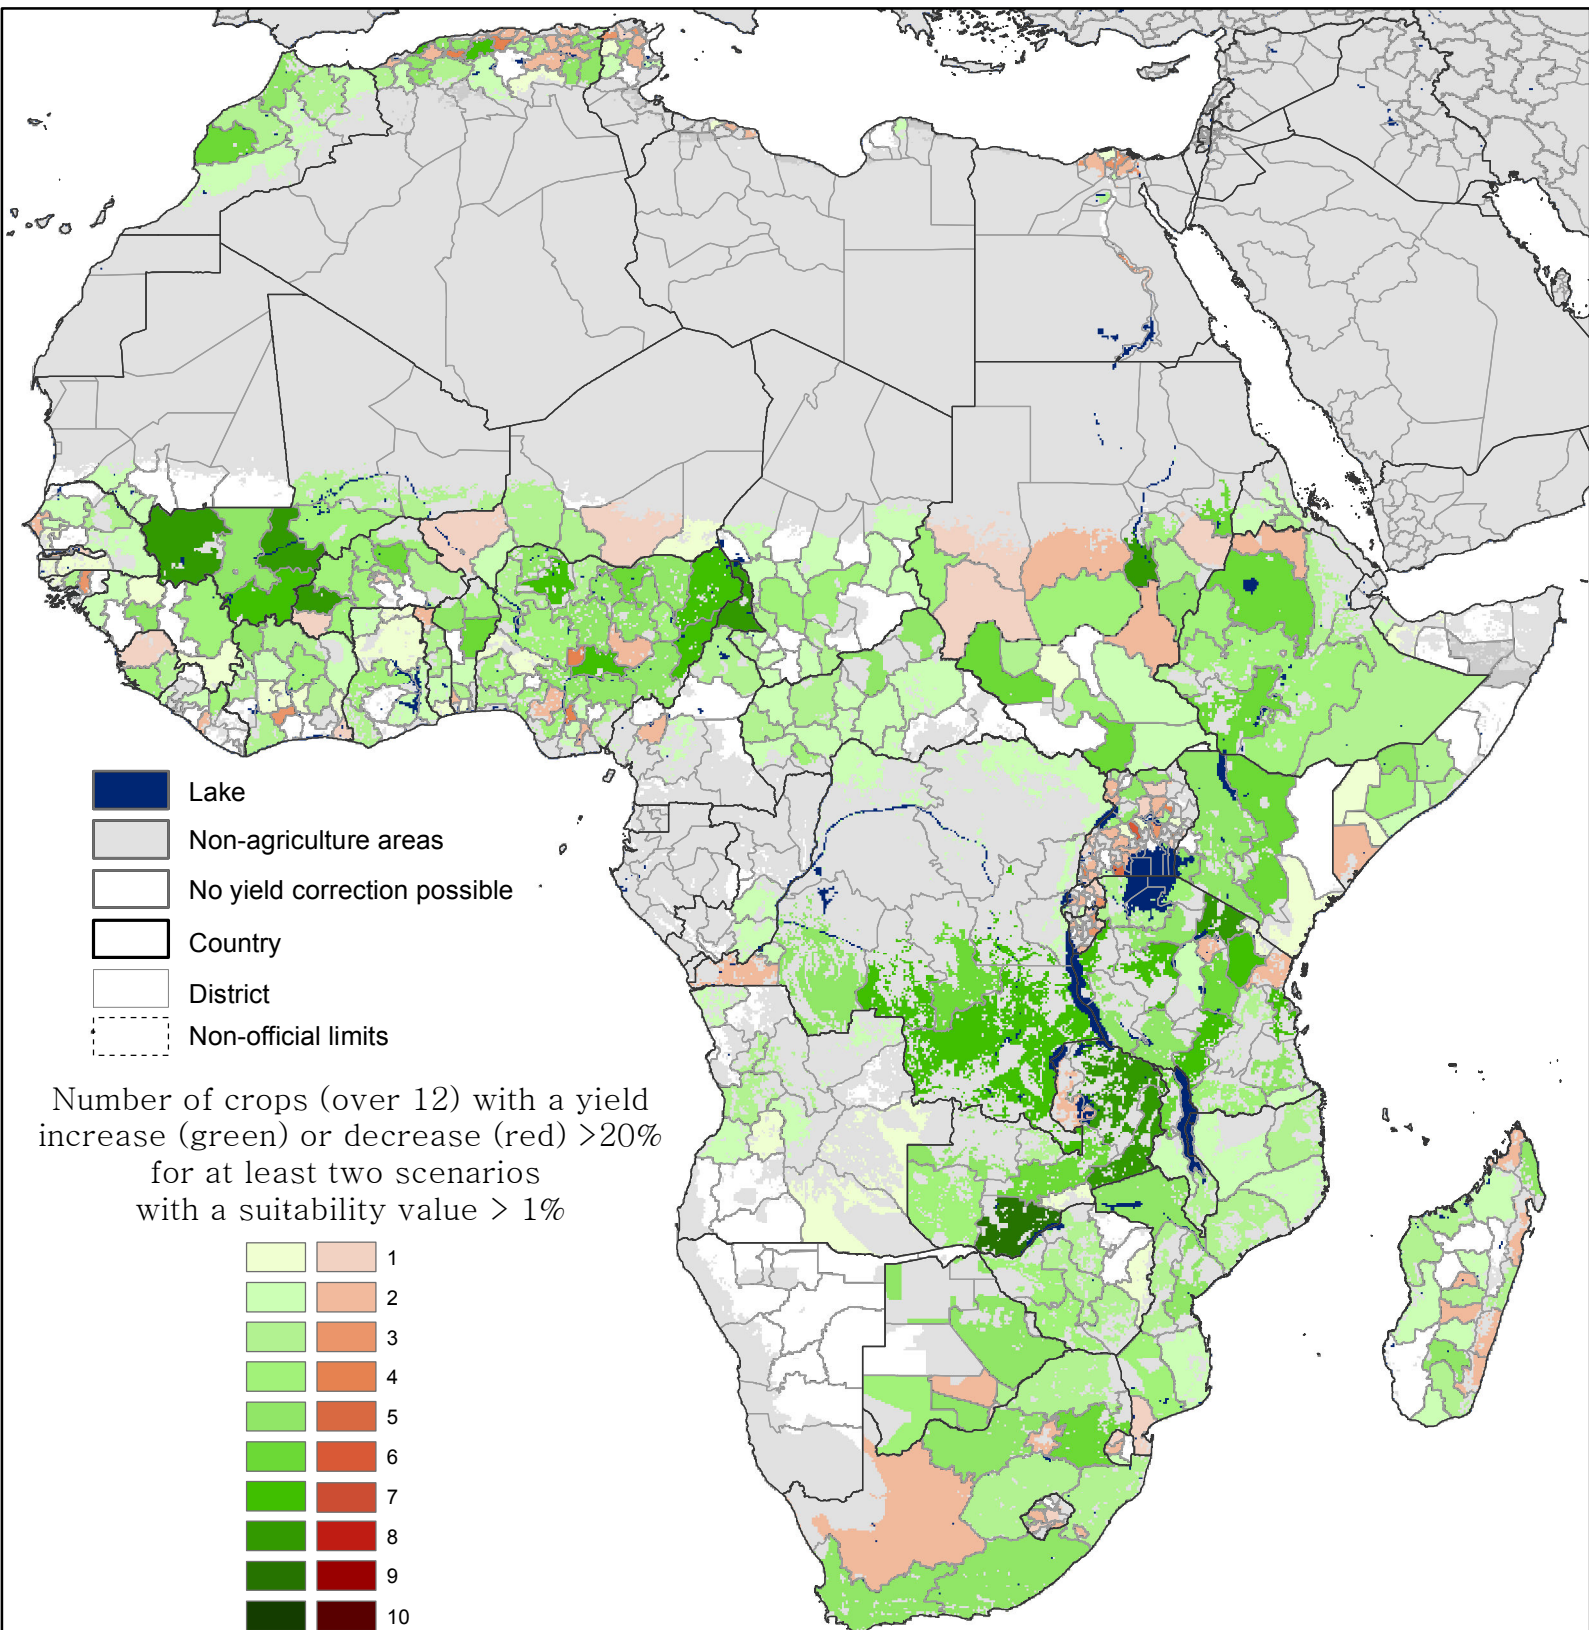 Lake
Non-agriculture areas
No yield correction possible
Country
District
Non-official limits
Number of crops (over 12) with a yield
increase (green) or decrease (red) >20%
for at least two scenarios
with a suitability value > 1%
1
2
3
4
5
6
7
8
9
10